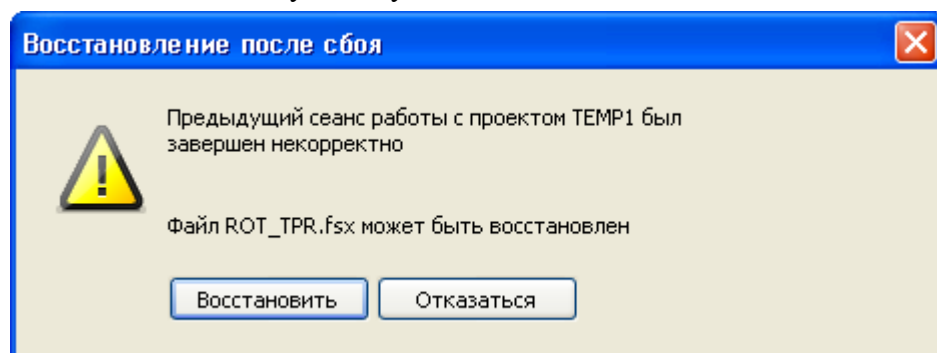 Восстановление после сбоя
Предыдущий сеанс работы с проектом TEMP1 был
завершен некорректно
Файл ROT_TPR.fsx может быть восстановлен
Восстановить
Отказаться